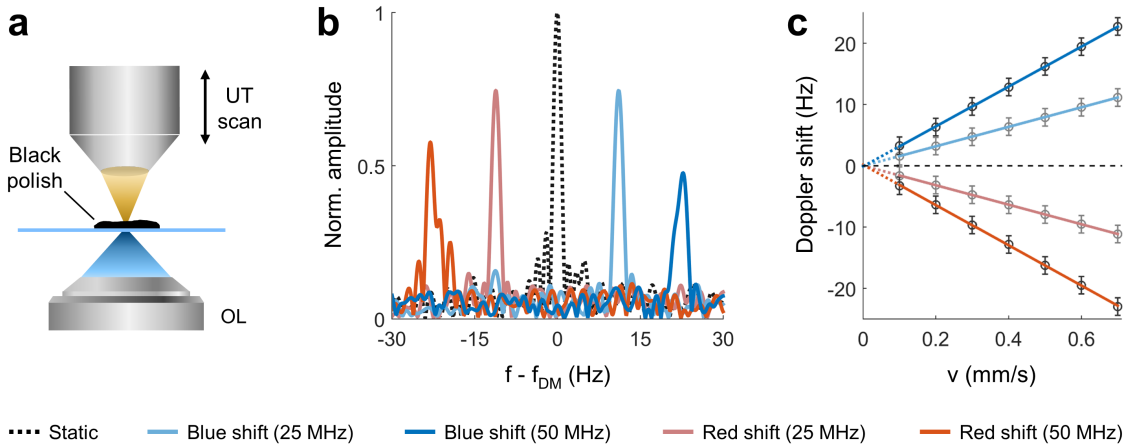 a
UT
scan
Black
polish
OL
b
1
0.5
0
Norm. amplitude
-30
-15
0
15
30
f - fDM (Hz)
c
20
10
0
-10
-20
Doppler shift (Hz)
0
0.2
0.4
0.6
v (mm/s)
Static
Blue shift (25 MHz)
Blue shift (50 MHz)
Red shift (25 MHz)
Red shift (50 MHz)